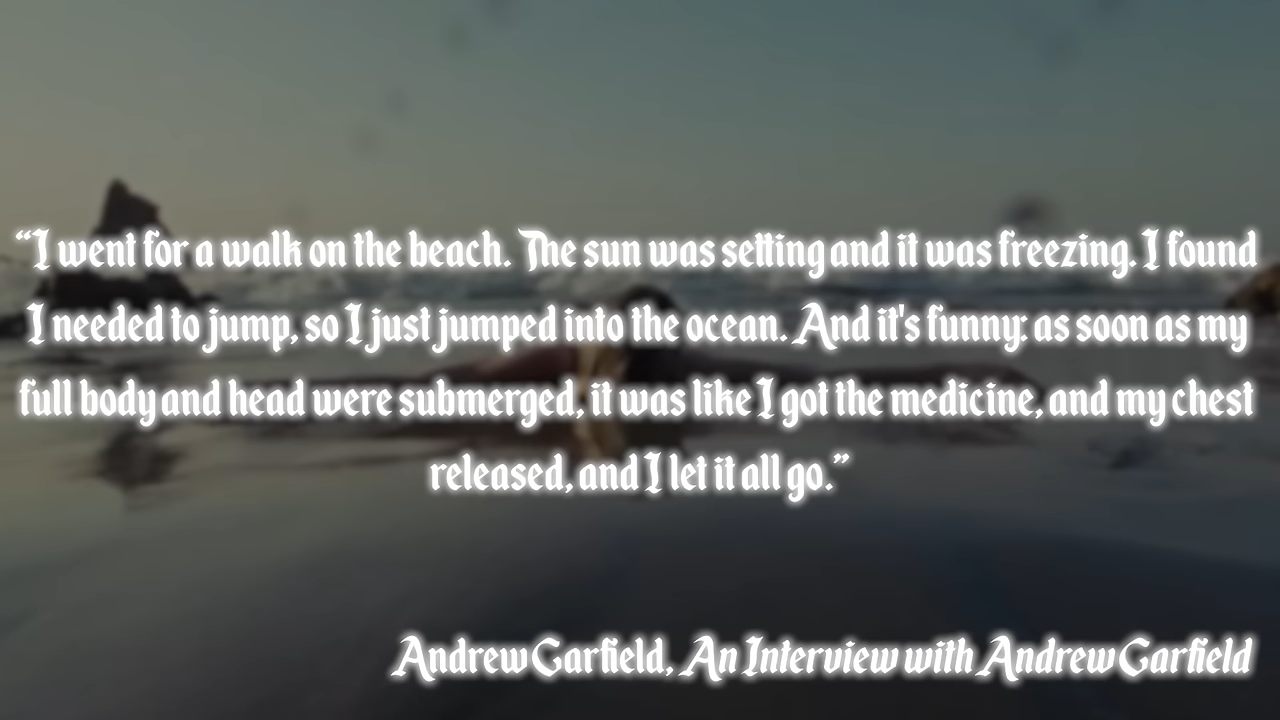 “I went for a walk on the beach. The sun was setting and it was freezing. I found
I needed to jump, so I just jumped into the ocean. And it's funny: as soon as my
full body and head were submerged, it was like I got the medicine, and my chest
released, and I let it all go.”
Andrew Garfield, An Interview with Andrew Garfield